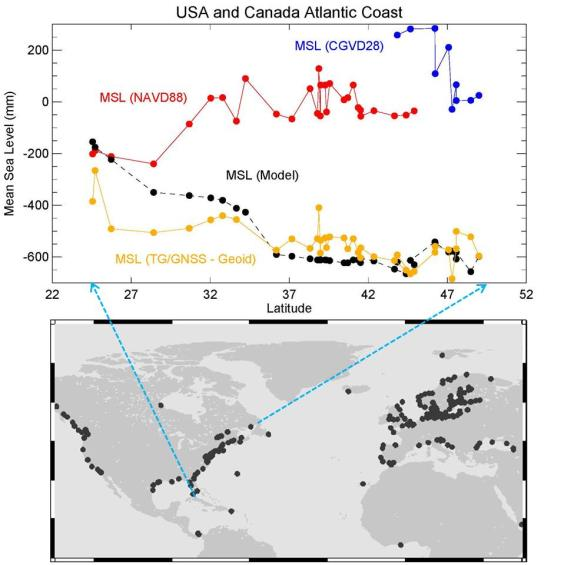 USA and Canada Atlantic Coast
MSL (CGVD28)
MSL (NAVD88)
MSL (Model)
MSL (TG/GNSS - Geoid)
Mean Sea Level (mm)
200
0
-200
-400
-600
22 27 32 37 42 47 52
Latitude